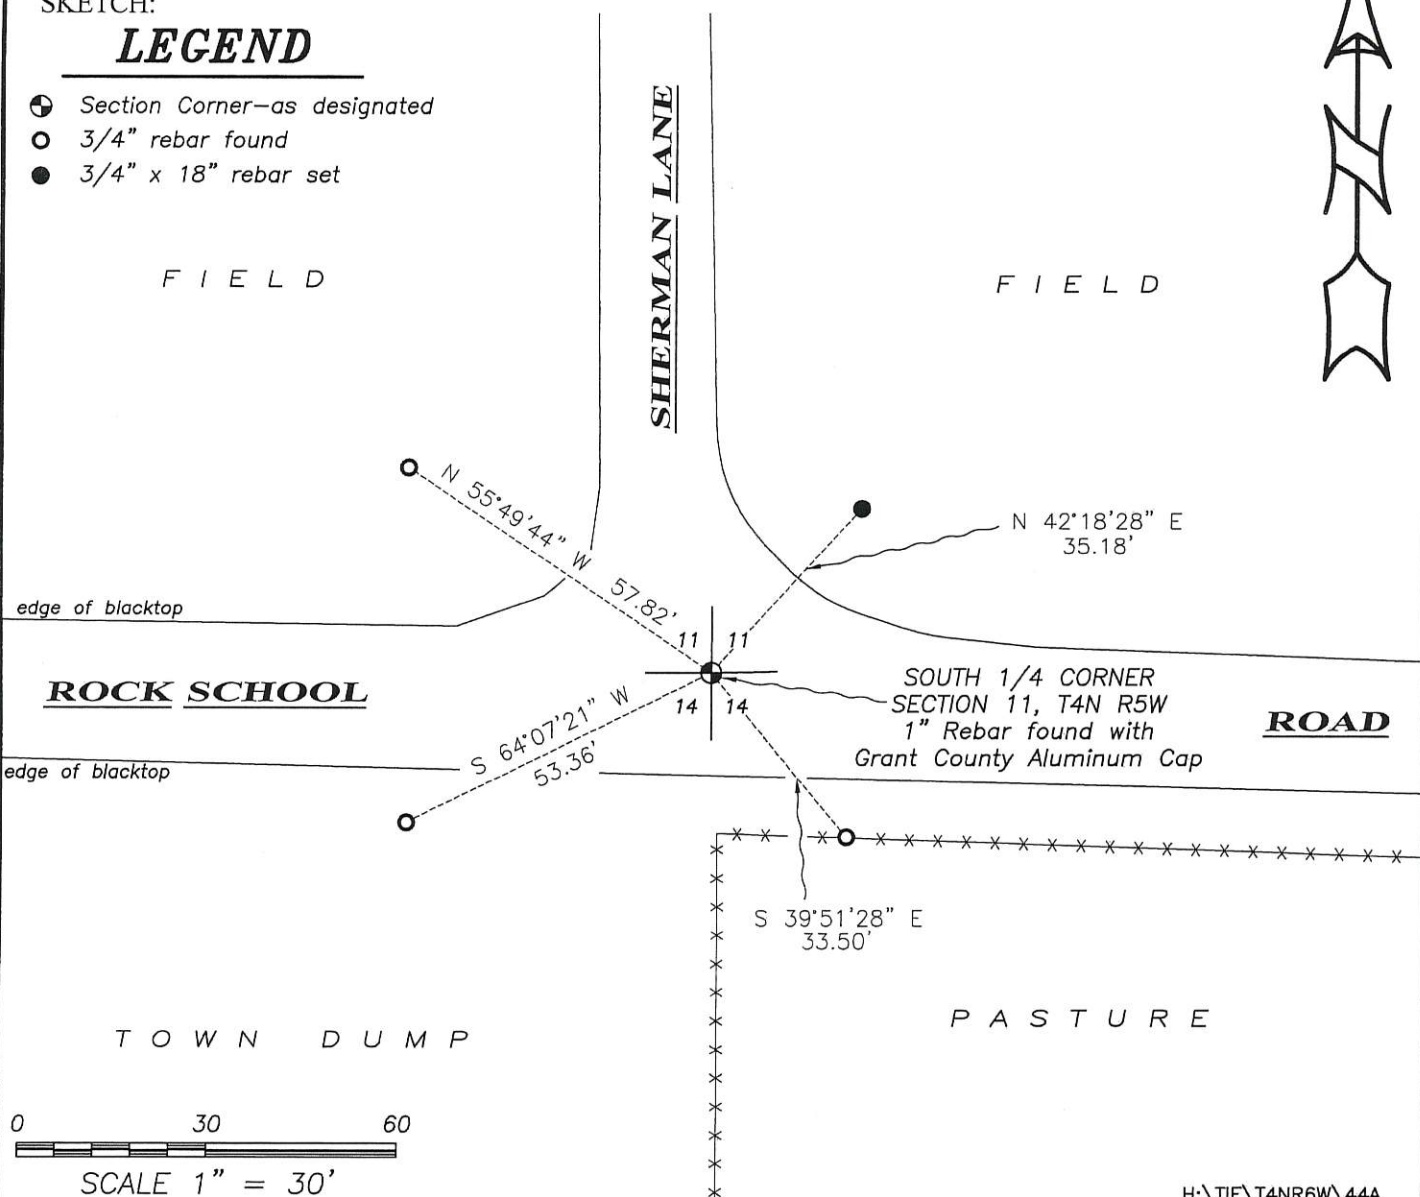 SKETCH:
LEGEND
Section Corner–as designated
3/4" rebar found
3/4" x 18" rebar set
SHERMAN LANE
N
FIELD
FIELD
N 55°49'44" W 57.82'
N 42°18'28" E
35.18'
edge of blacktop
11 11
14 14
ROCK SCHOOL
ROAD
SOUTH 1/4 CORNER
SECTION 11, T4N R5W
1" Rebar found with
Grant County Aluminum Cap
S 64°07'21" W
53.36'
edge of blacktop
S 39°51'28" E
33.50'
TOWN DUMP
PASTURE
0 30 60
SCALE 1" = 30'
H:\TIE\T4NR6W\44A